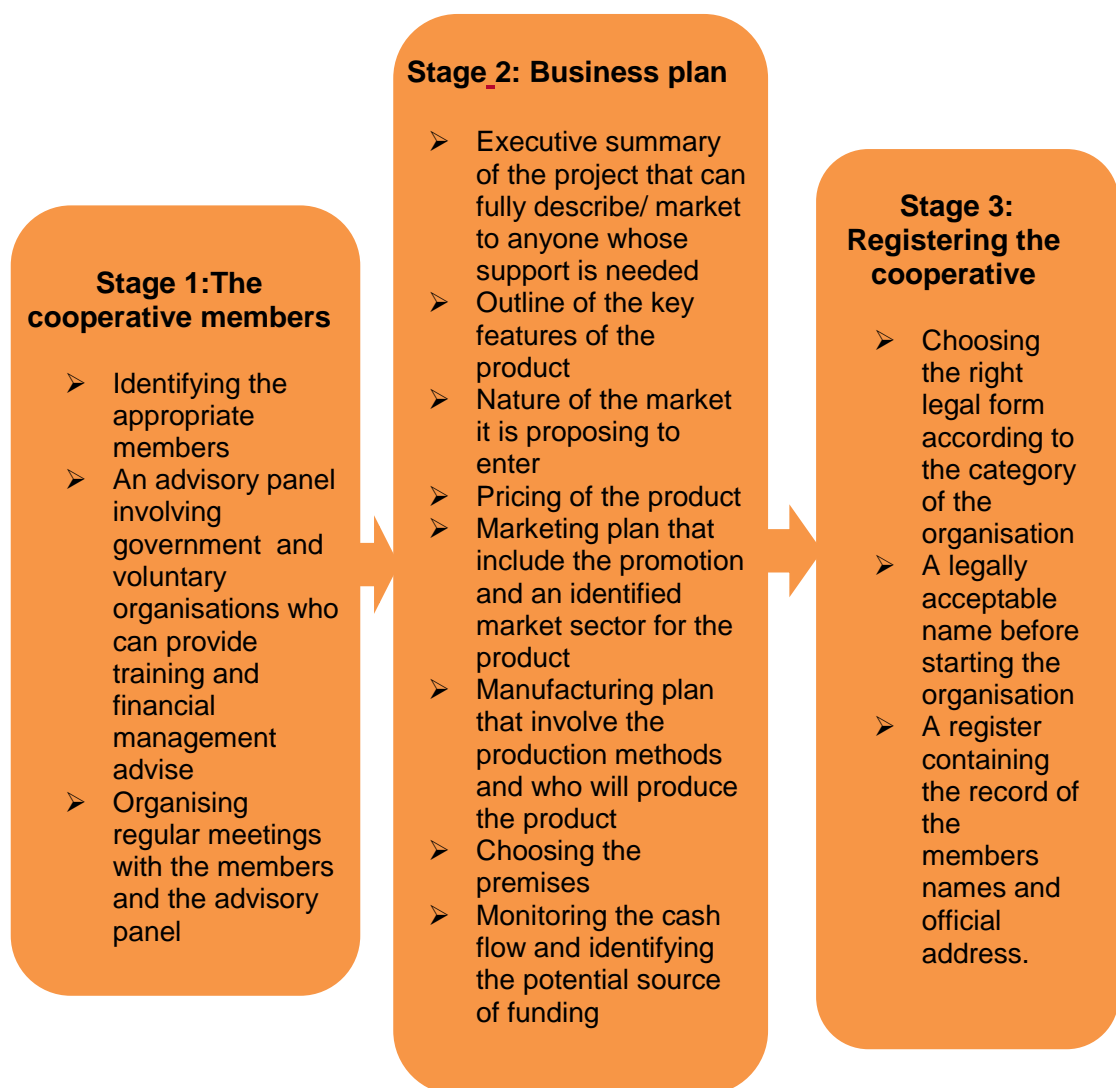 Stage 1:The
cooperative members
➢ Identifying the
appropriate
members
➢ An advisory panel
involving
government and
voluntary
organisations who
can provide
training and
financial
management
advise
➢ Organising
regular meetings
with the members
and the advisory
panel
Stage 2: Business plan
➢ Executive summary
of the project that can
fully describe/ market
to anyone whose
support is needed
➢ Outline of the key
features of the
product
➢ Nature of the market
it is proposing to
enter
➢ Pricing of the product
➢ Marketing plan that
include the promotion
and an identified
market sector for the
product
➢ Manufacturing plan
that involve the
production methods
and who will produce
the product
➢ Choosing the
premises
➢ Monitoring the cash
flow and identifying
the potential source
of funding
Stage 3:
Registering the
cooperative
➢ Choosing
the right
legal form
according to
the category
of the
organisation
➢ A legally
acceptable
name before
starting the
organisation
➢ A register
containing
the record of
the
members
names and
official
address.